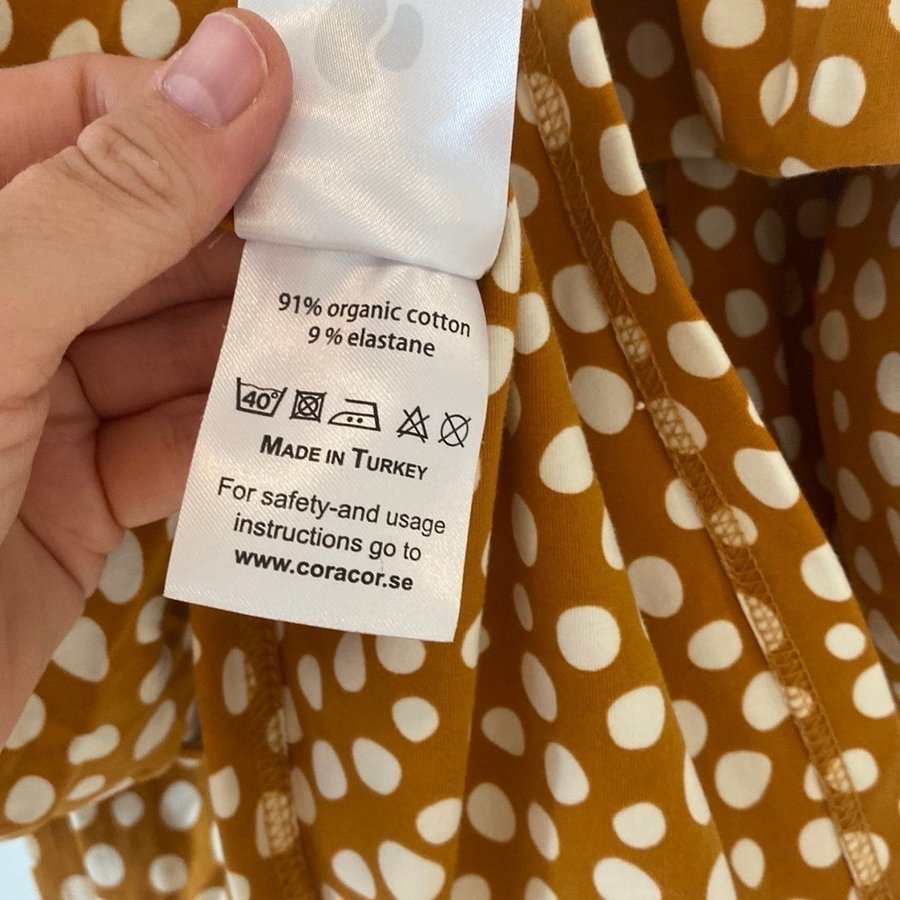 91% organic cotton
9 % elastane
40°
MADE IN TURKEY
For safety-and usage
instructions go to
www.coracor.se